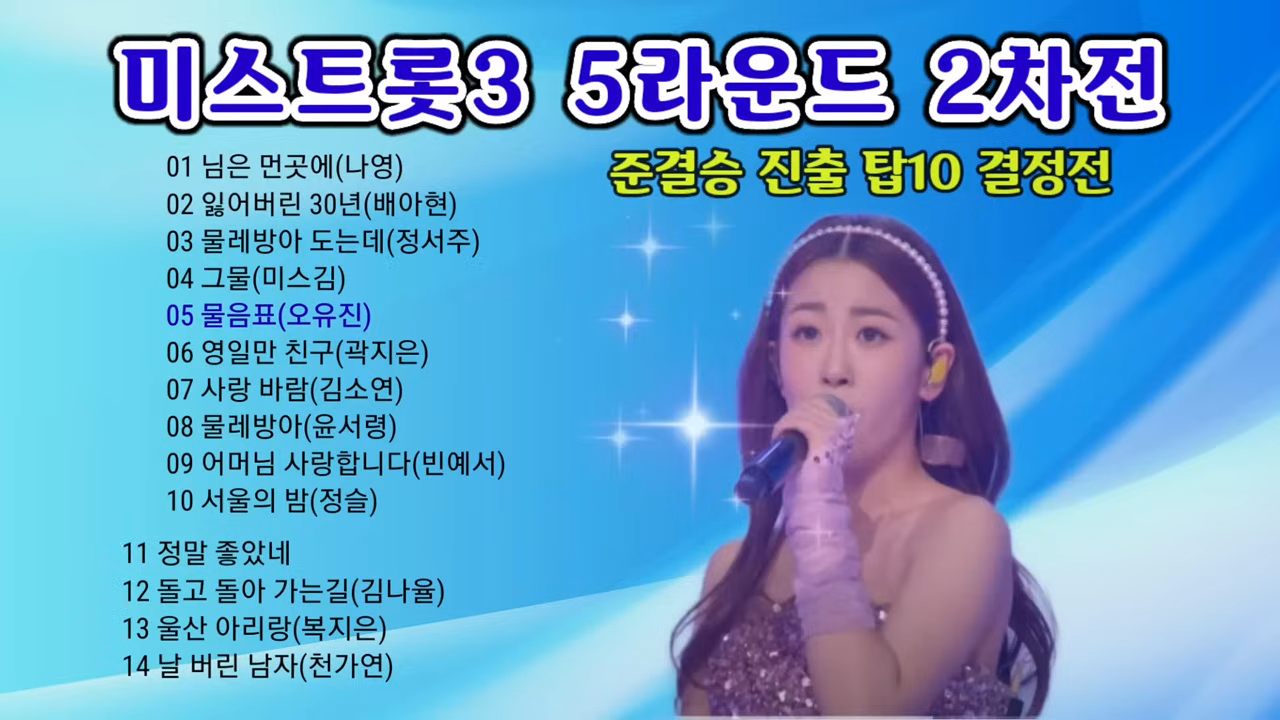 미스트롯3 5라운드 2차전
준결승 진출 탑10 결정전
01 님은 먼곳에(나영)
02 잃어버린 30년(배아현)
03 물레방아 도는데(정서주)
04 그물(미스김)
05 물음표(오유진)
06 영일만 친구(곽지은)
07 사랑 바람(김소연)
08 물레방아(윤서령)
09 어머님 사랑합니다(빈예서)
10 서울의 밤(정슬)
11 정말 좋았네
12 돌고 돌아 가는길(김나율)
13 울산 아리랑(복지은)
14 날 버린 남자(천가연)